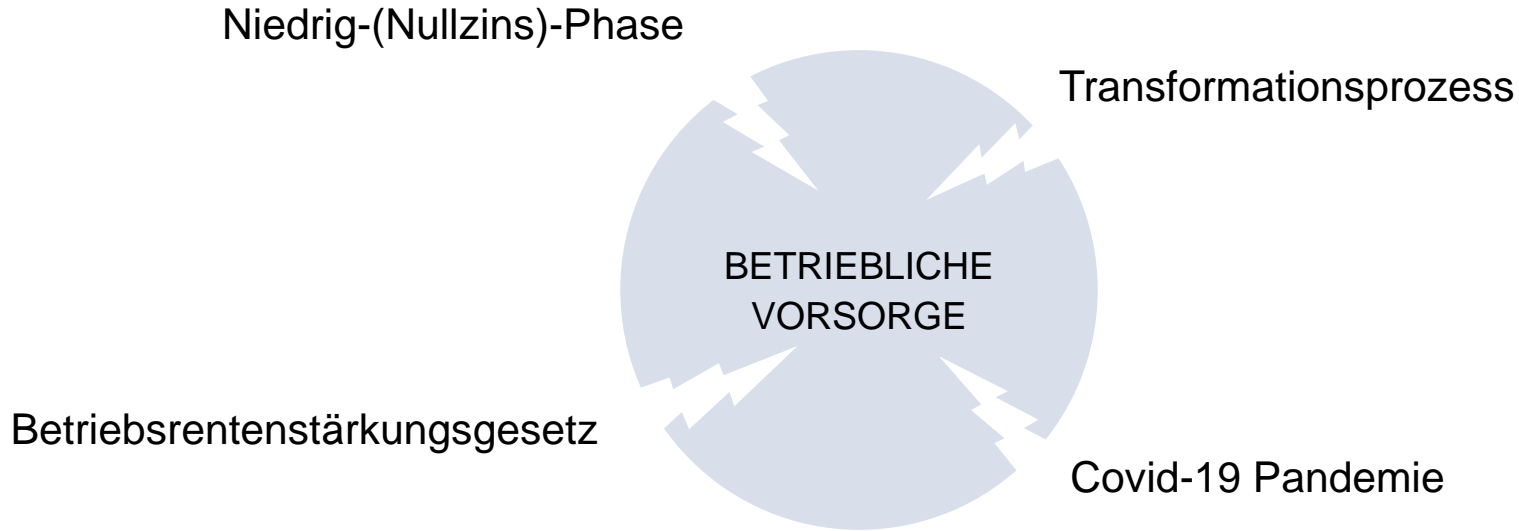 Niedrig-(Nullzins)-Phase
Transformationsprozess
BETRIEBLICHE
VORSORGE
Betriebsrentenstärkungsgesetz
Covid-19 Pandemie